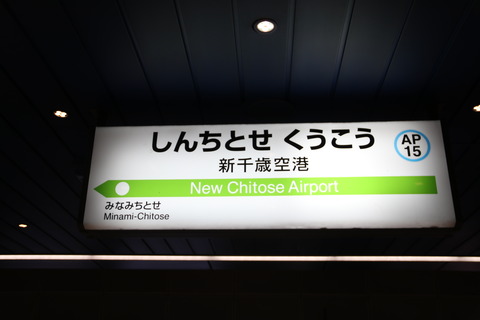 しんちとせ くうこう
AP
15
新千歳空港
New Chitose Airport
みなみちとせ
Minami-Chitose